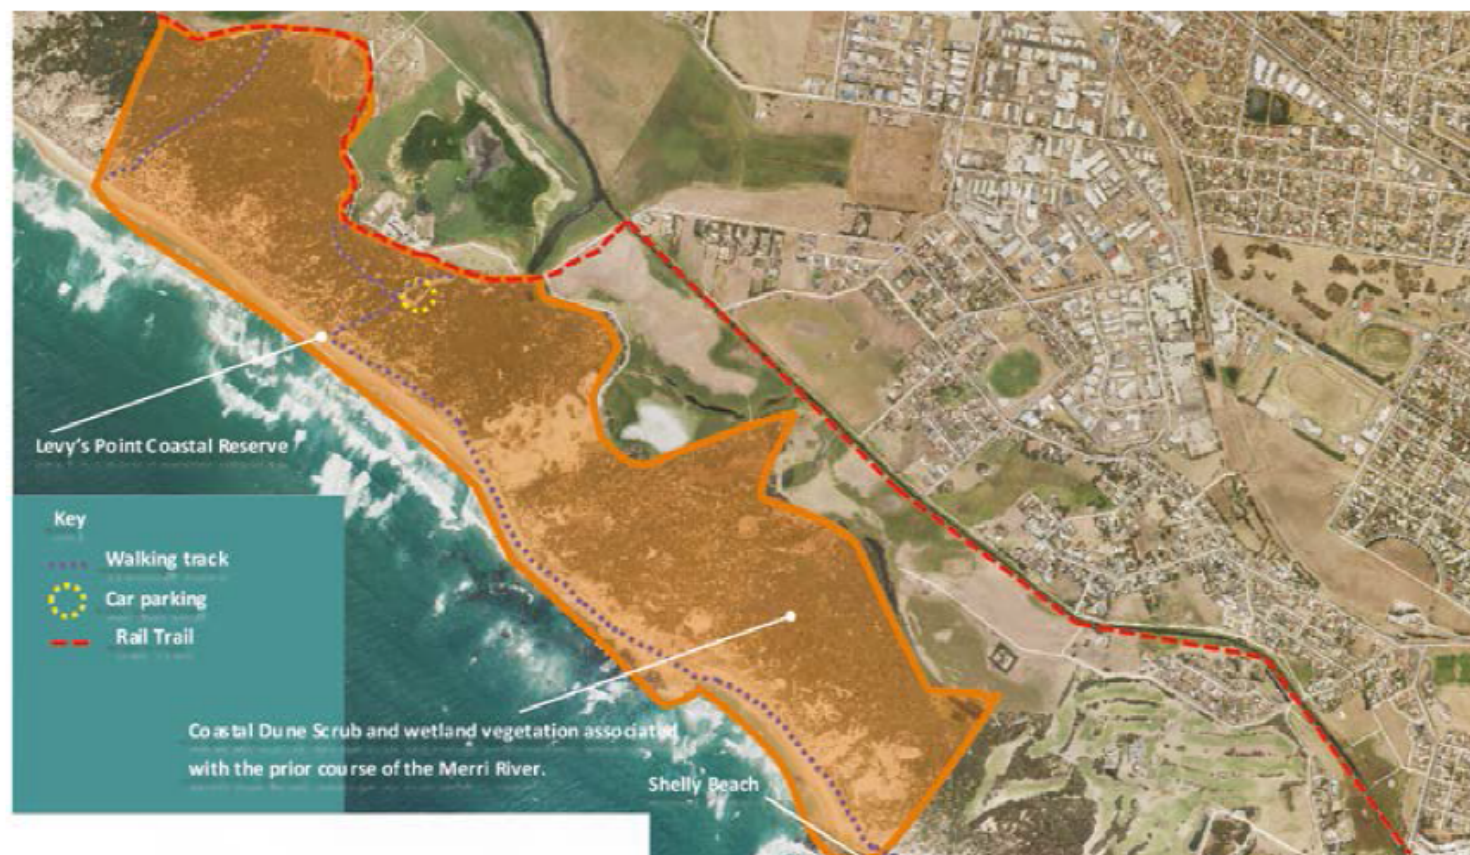 Levy's Point Coastal Reserve
Key
Walking track
Car parking
Rail Trail
Coastal Dune Scrub and wetland vegetation associated
with the prior course of the Merri River.
Shelly Beach